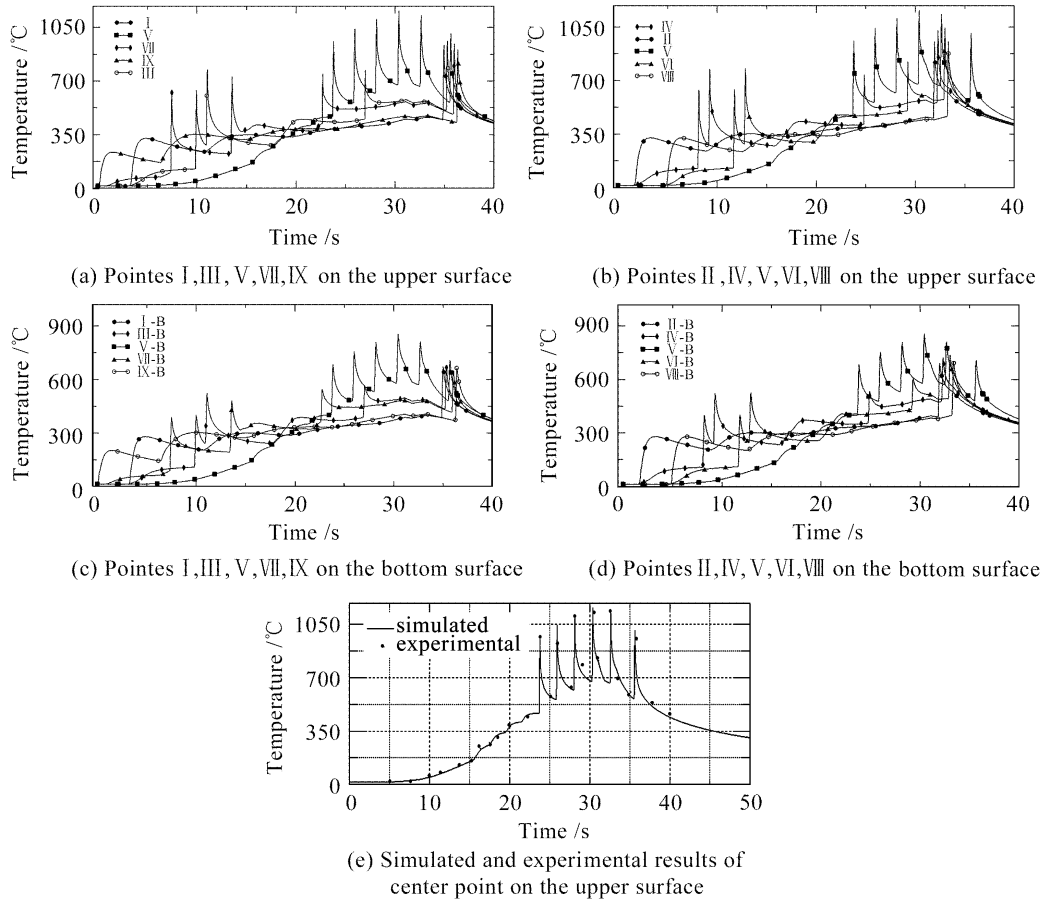 1050
700
350
0
Temperature /℃
Ⅰ
Ⅴ
Ⅶ
Ⅸ
Ⅲ
0 10 20 30 40
Time /s
(a) Pointes Ⅰ,Ⅲ,Ⅴ,Ⅶ,Ⅸ on the upper surface
1050
700
350
0
Temperature /℃
Ⅳ
Ⅱ
Ⅴ
Ⅵ
Ⅷ
0 10 20 30 40
Time /s
(b) Pointes Ⅱ,Ⅳ,Ⅴ,Ⅵ,Ⅷ on the upper surface
900
600
300
0
Temperature /℃
Ⅰ-B
Ⅲ-B
Ⅴ-B
Ⅶ-B
Ⅸ-B
0 10 20 30 40
Time /s
(c) Pointes Ⅰ,Ⅲ,Ⅴ,Ⅶ,Ⅸ on the bottom surface
900
600
300
0
Temperature /℃
Ⅱ-B
Ⅳ-B
Ⅴ-B
Ⅵ-B
Ⅷ-B
0 10 20 30 40
Time /s
(d) Pointes Ⅱ,Ⅳ,Ⅴ,Ⅵ,Ⅷ on the bottom surface
1050
700
350
0
Temperature /℃
simulated
experimental
0 10 20 30 40 50
Time /s
(e) Simulated and experimental results of
center point on the upper surface